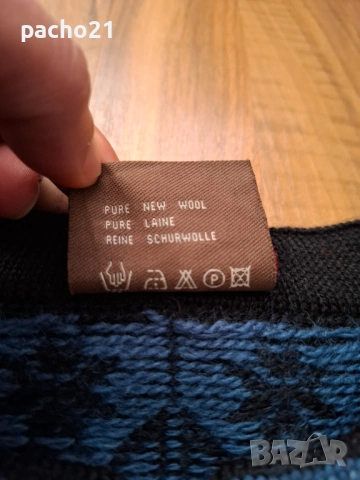 pacho21
PURE NEW WOOL
PURE LAINE
REINE SCHURWOLLE
P
BAZAR